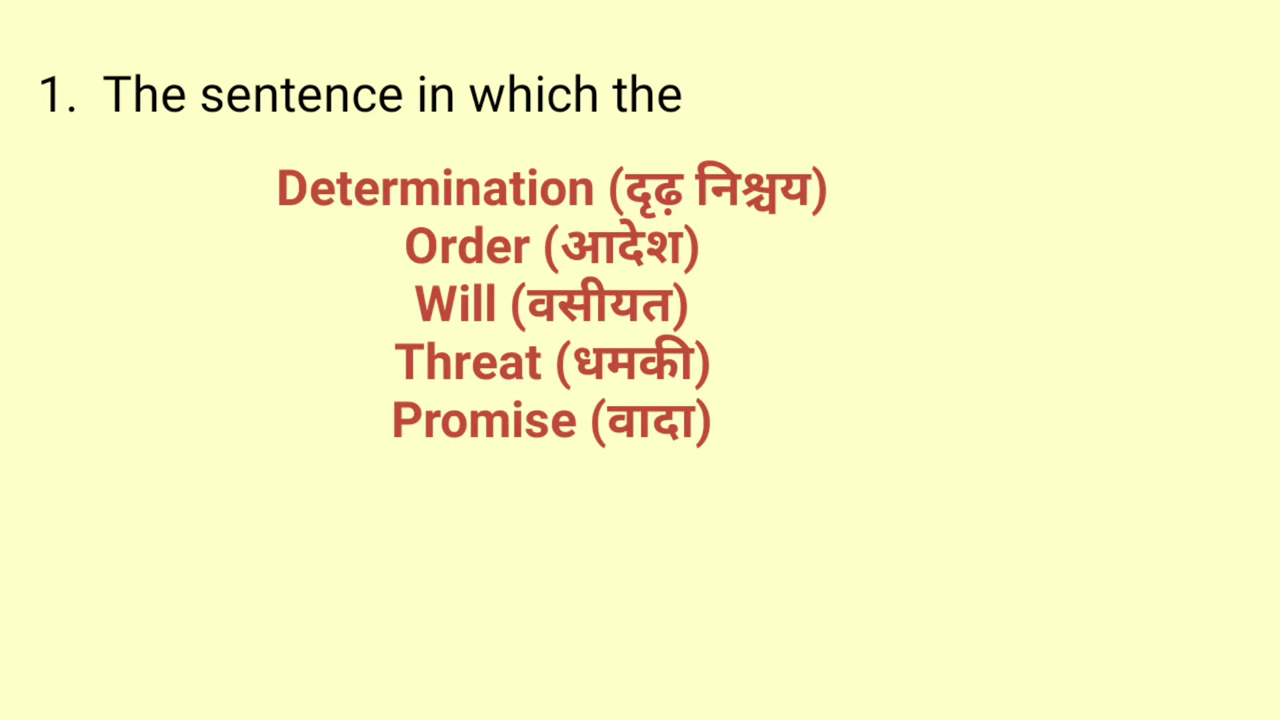 1. The sentence in which the
Determination (दृढ़ निश्चय)
Order (आदेश)
Will (वसीयत)
Threat (धमकी)
Promise (वादा)